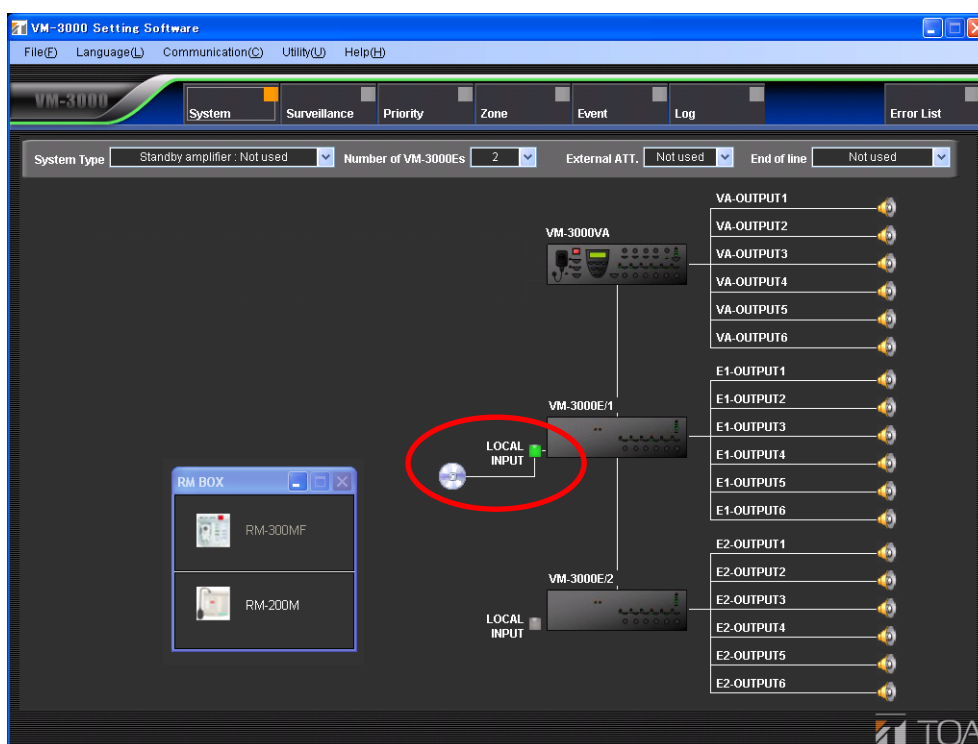 VM-3000 Setting Software
File(F) Language(L) Communication(C) Utility(U) Help(H)
VM-3000
System Surveillance Priority Zone Event Log Error List
System Type Standby amplifier : Not used Number of VM-3000Es 2 External ATT. Not used End of line Not used
VA-OUTPUT1
VA-OUTPUT2
VM-3000VA
VA-OUTPUT3
VA-OUTPUT4
VA-OUTPUT5
VA-OUTPUT6
E1-OUTPUT1
E1-OUTPUT2
VM-3000E/1
E1-OUTPUT3
LOCAL
INPUT
E1-OUTPUT4
E1-OUTPUT5
E1-OUTPUT6
RM BOX
RM-300MF
RM-200M
E2-OUTPUT1
E2-OUTPUT2
VM-3000E/2
E2-OUTPUT3
LOCAL
INPUT
E2-OUTPUT4
E2-OUTPUT5
E2-OUTPUT6
TOA